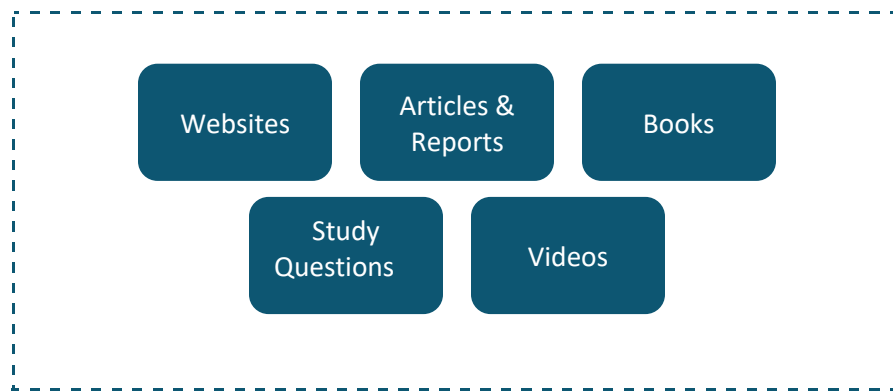 Websites
Articles &
Reports
Books
Study
Questions
Videos